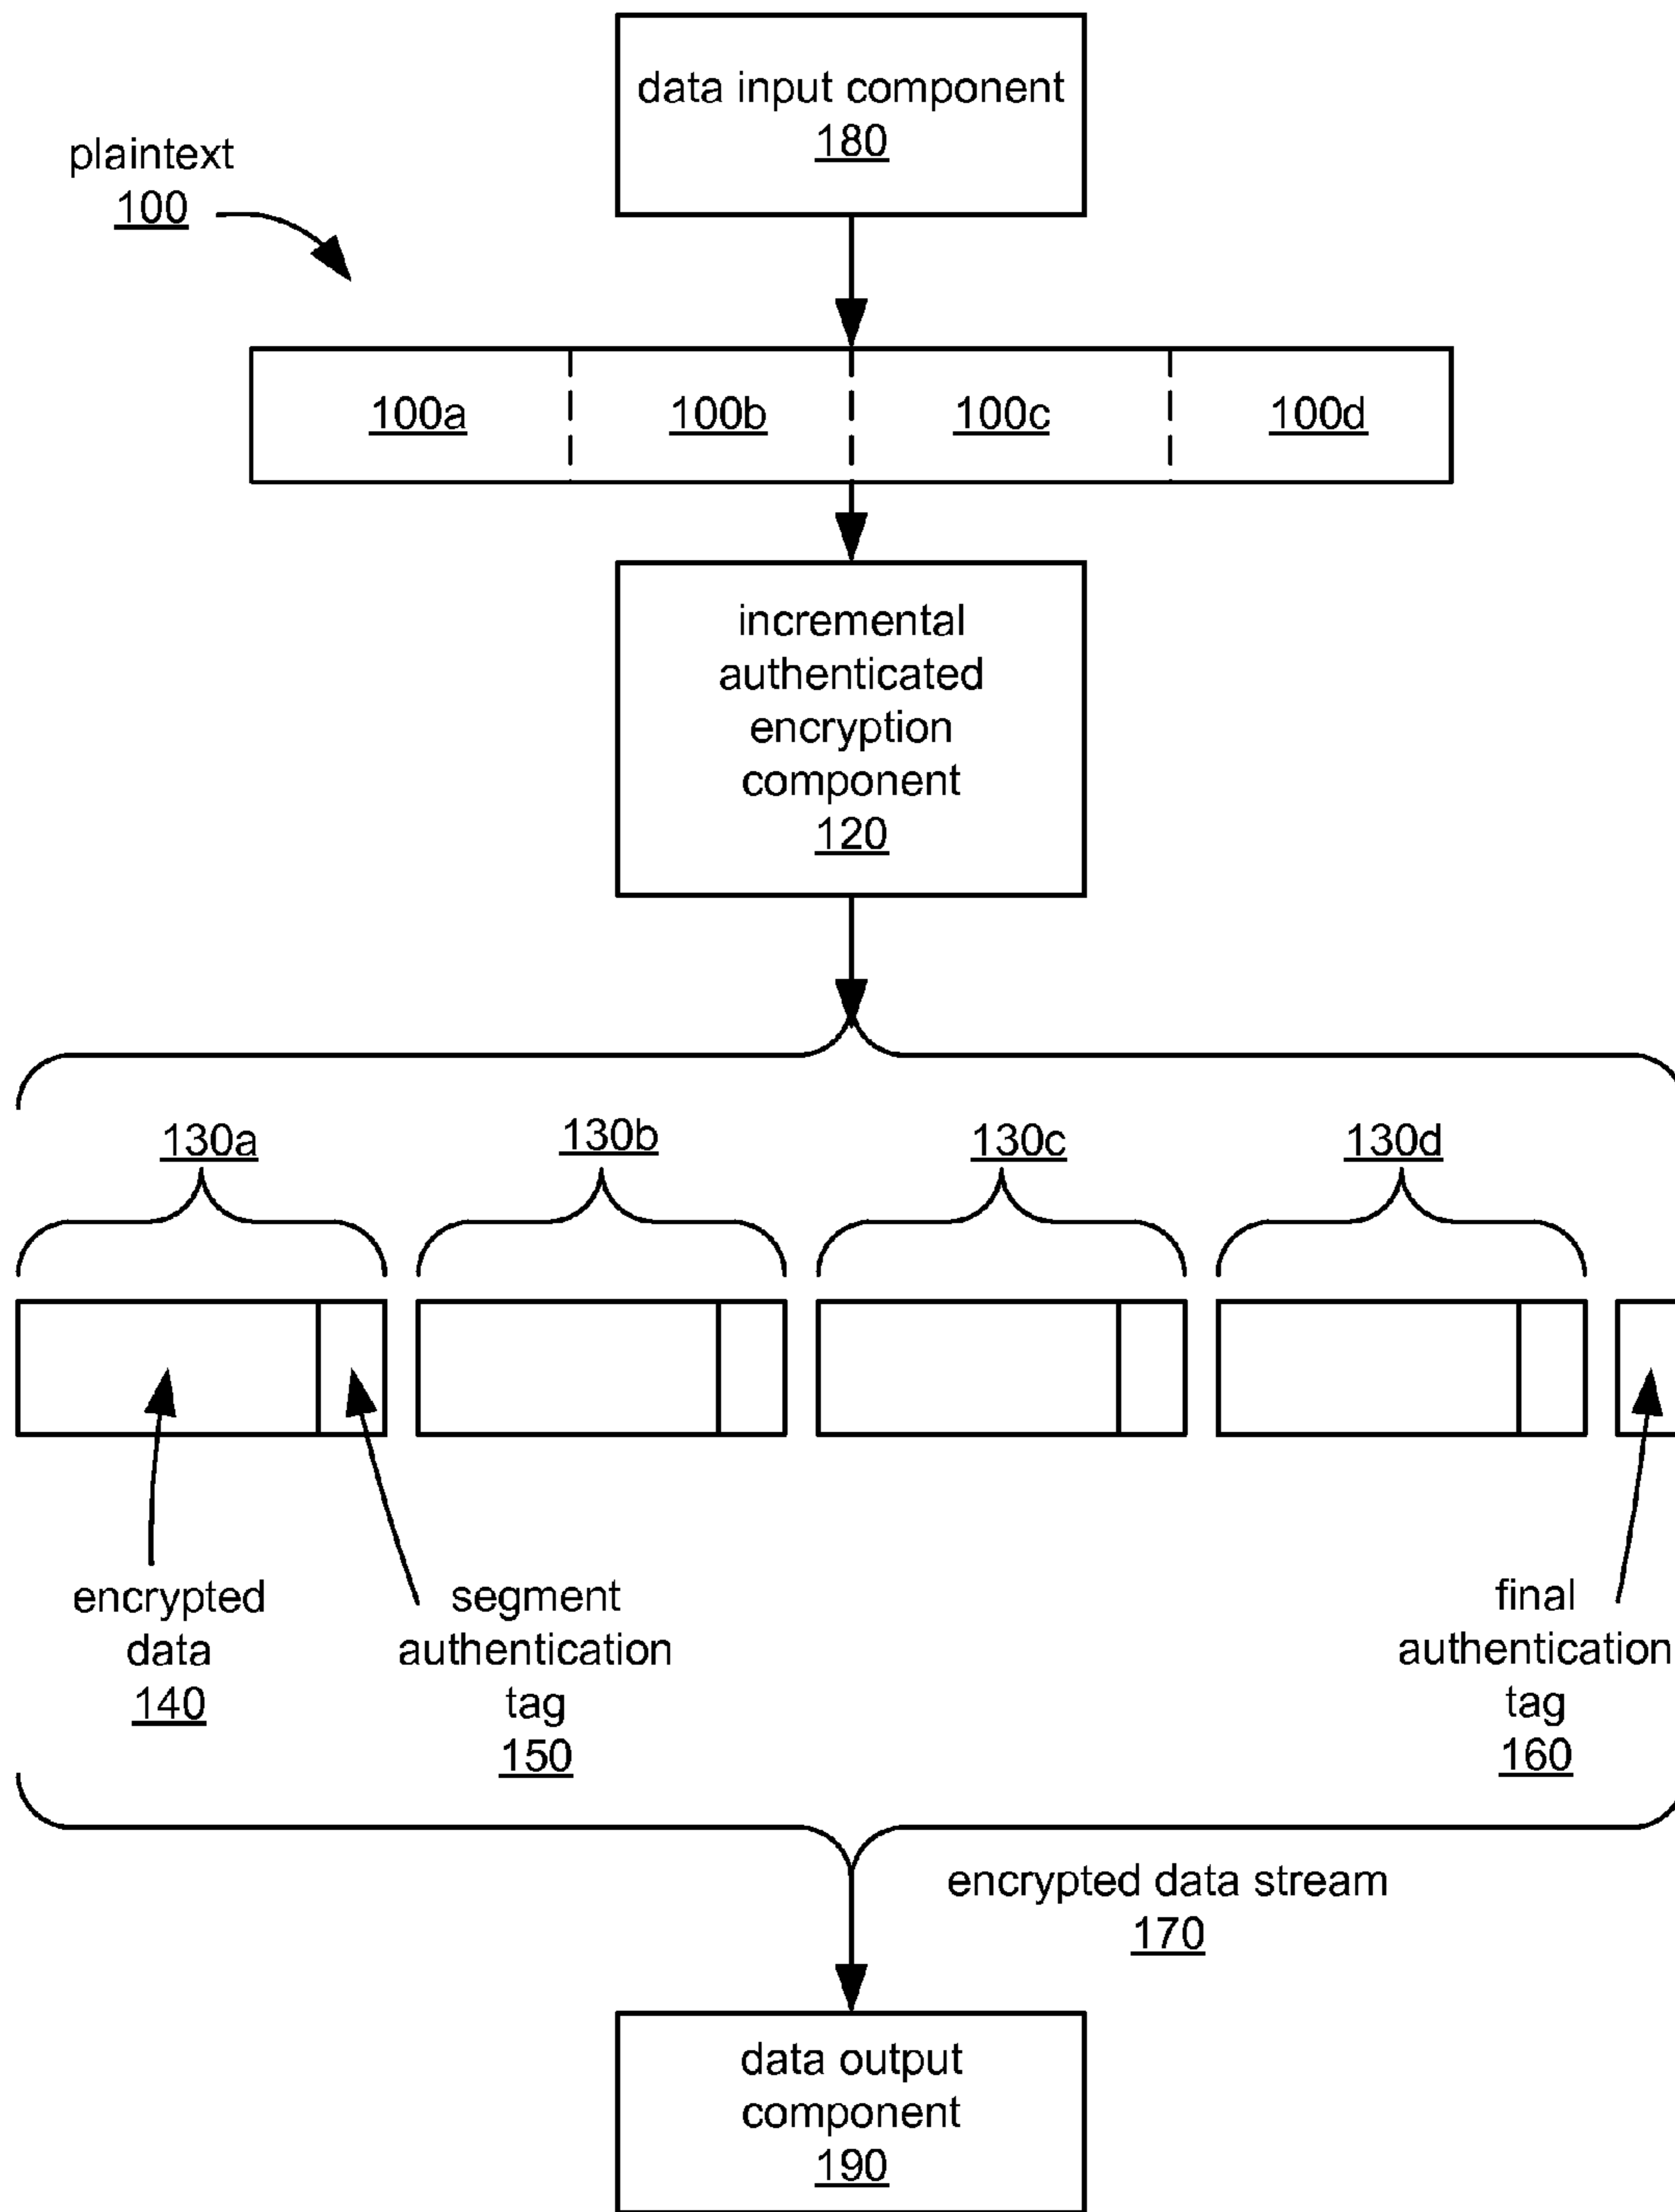 data input component
180
plaintext
100
100a
100b
100c
100d
incremental
authenticated
encryption
component
120
130a
130b
130c
130d
encrypted
data
140
segment
authentication
tag
150
final
authentication
tag
160
encrypted data stream
170
data output
component
190